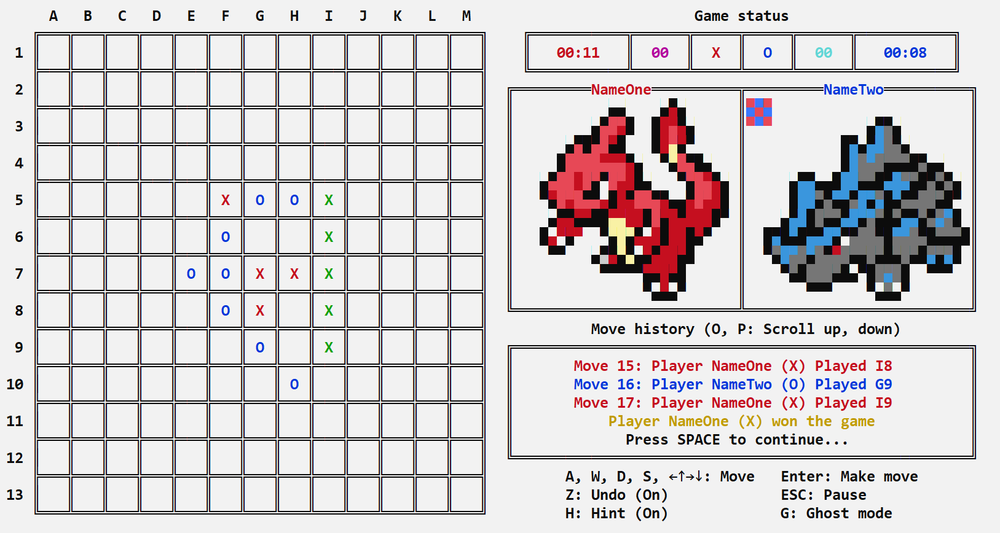 A B C D E F G H I J K L M
1
2
3
4
5 X O O X
6 O X
7 O O X X X
8 O X X
9 O X
10 O
11
12
13
Game status
00:11 00 X O 00 00:08
NameOne NameTwo
Move history (O, P: Scroll up, down)
Move 15: Player NameOne (X) Played I8
Move 16: Player NameTwo (O) Played G9
Move 17: Player NameOne (X) Played I9
Player NameOne (X) won the game
Press SPACE to continue...
A, W, D, S, ←↑→↓: Move Enter: Make move
Z: Undo (On) ESC: Pause
H: Hint (On) G: Ghost mode